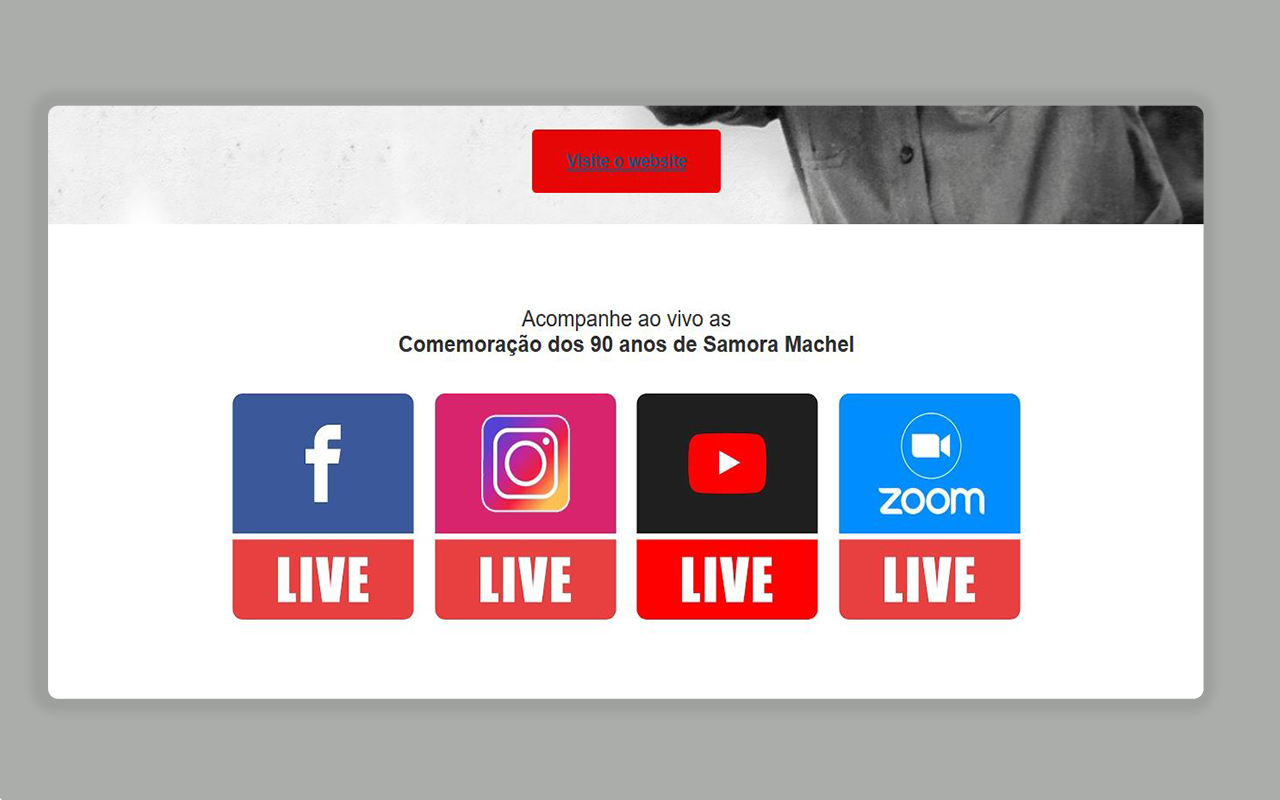 Visite o website
Acompanhe ao vivo as
Comemoração dos 90 anos de Samora Machel
zoom
LIVE LIVE LIVE LIVE